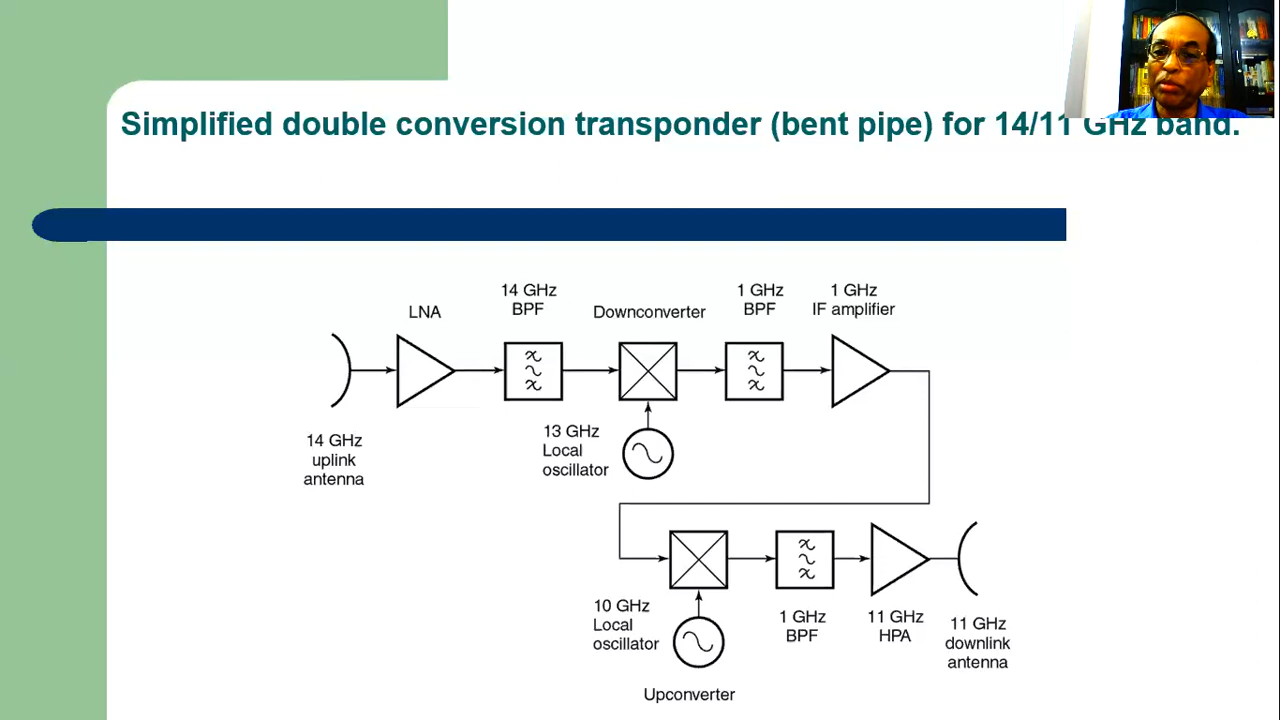 Simplified double conversion transponder (bent pipe) for 14/11 GHz band.
LNA
14 GHz
BPF
Downconverter
1 GHz
BPF
1 GHz
IF amplifier
14 GHz
uplink
antenna
13 GHz
Local
oscillator
10 GHz
Local
oscillator
Upconverter
1 GHz
BPF
11 GHz
HPA
11 GHz
downlink
antenna